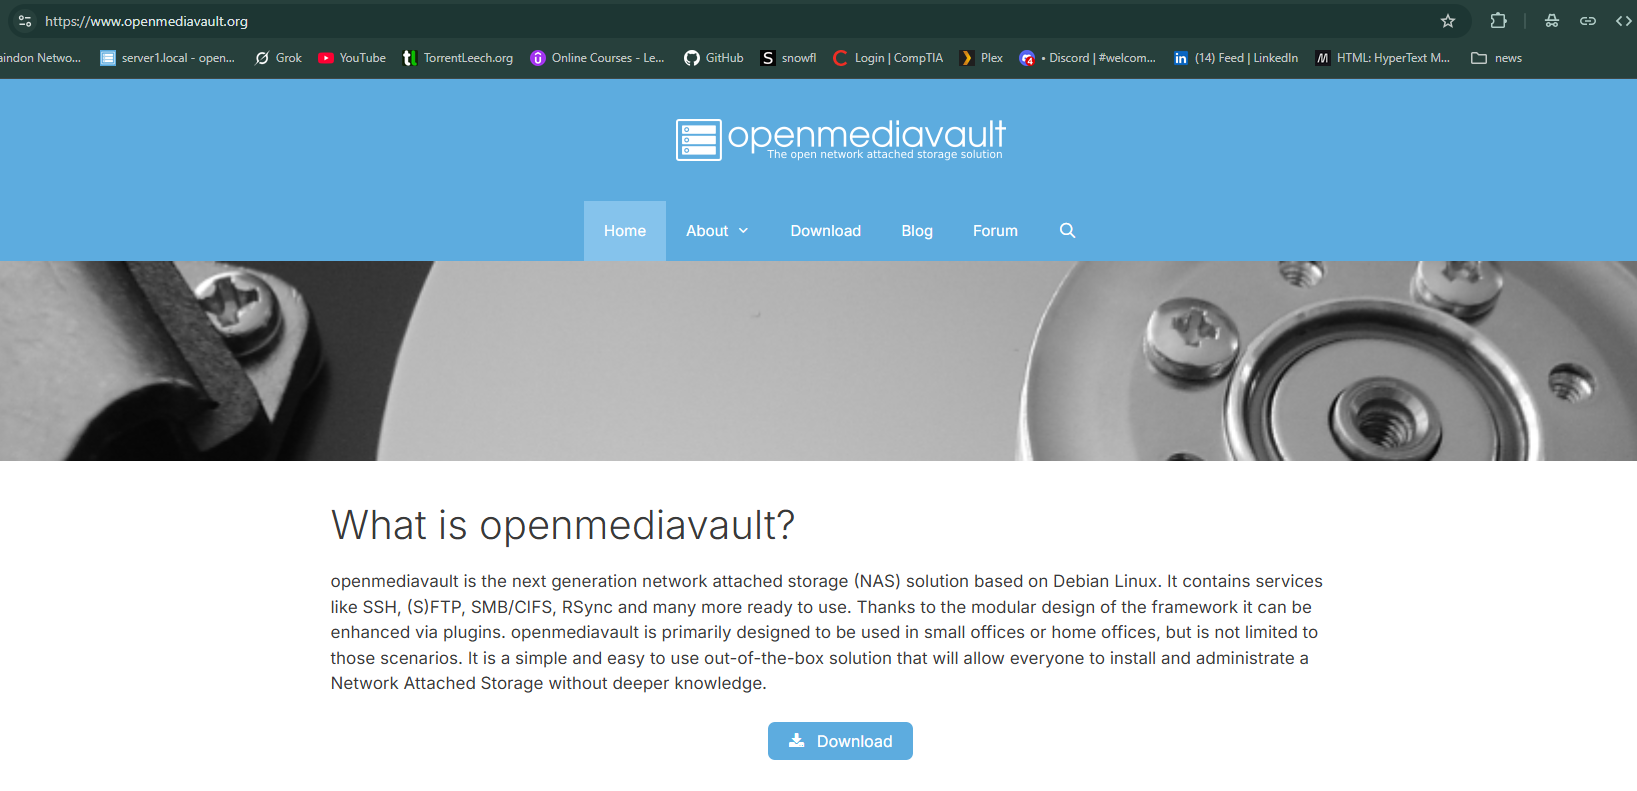 https://www.openmediavault.org
aindon Netwo...
server1.local - open...
Grok
YouTube
TorrentLeech.org
Online Courses - Le...
GitHub
snowfl
Login | CompTIA
Plex
• Discord | #welcom...
(14) Feed | LinkedIn
HTML: HyperText M...
news
openmediavault
The open network attached storage solution
Home
About
Download
Blog
Forum
What is openmediavault?
openmediavault is the next generation network attached storage (NAS) solution based on Debian Linux. It contains services
like SSH, (S)FTP, SMB/CIFS, RSync and many more ready to use. Thanks to the modular design of the framework it can be
enhanced via plugins. openmediavault is primarily designed to be used in small offices or home offices, but is not limited to
those scenarios. It is a simple and easy to use out-of-the-box solution that will allow everyone to install and administrate a
Network Attached Storage without deeper knowledge.
Download